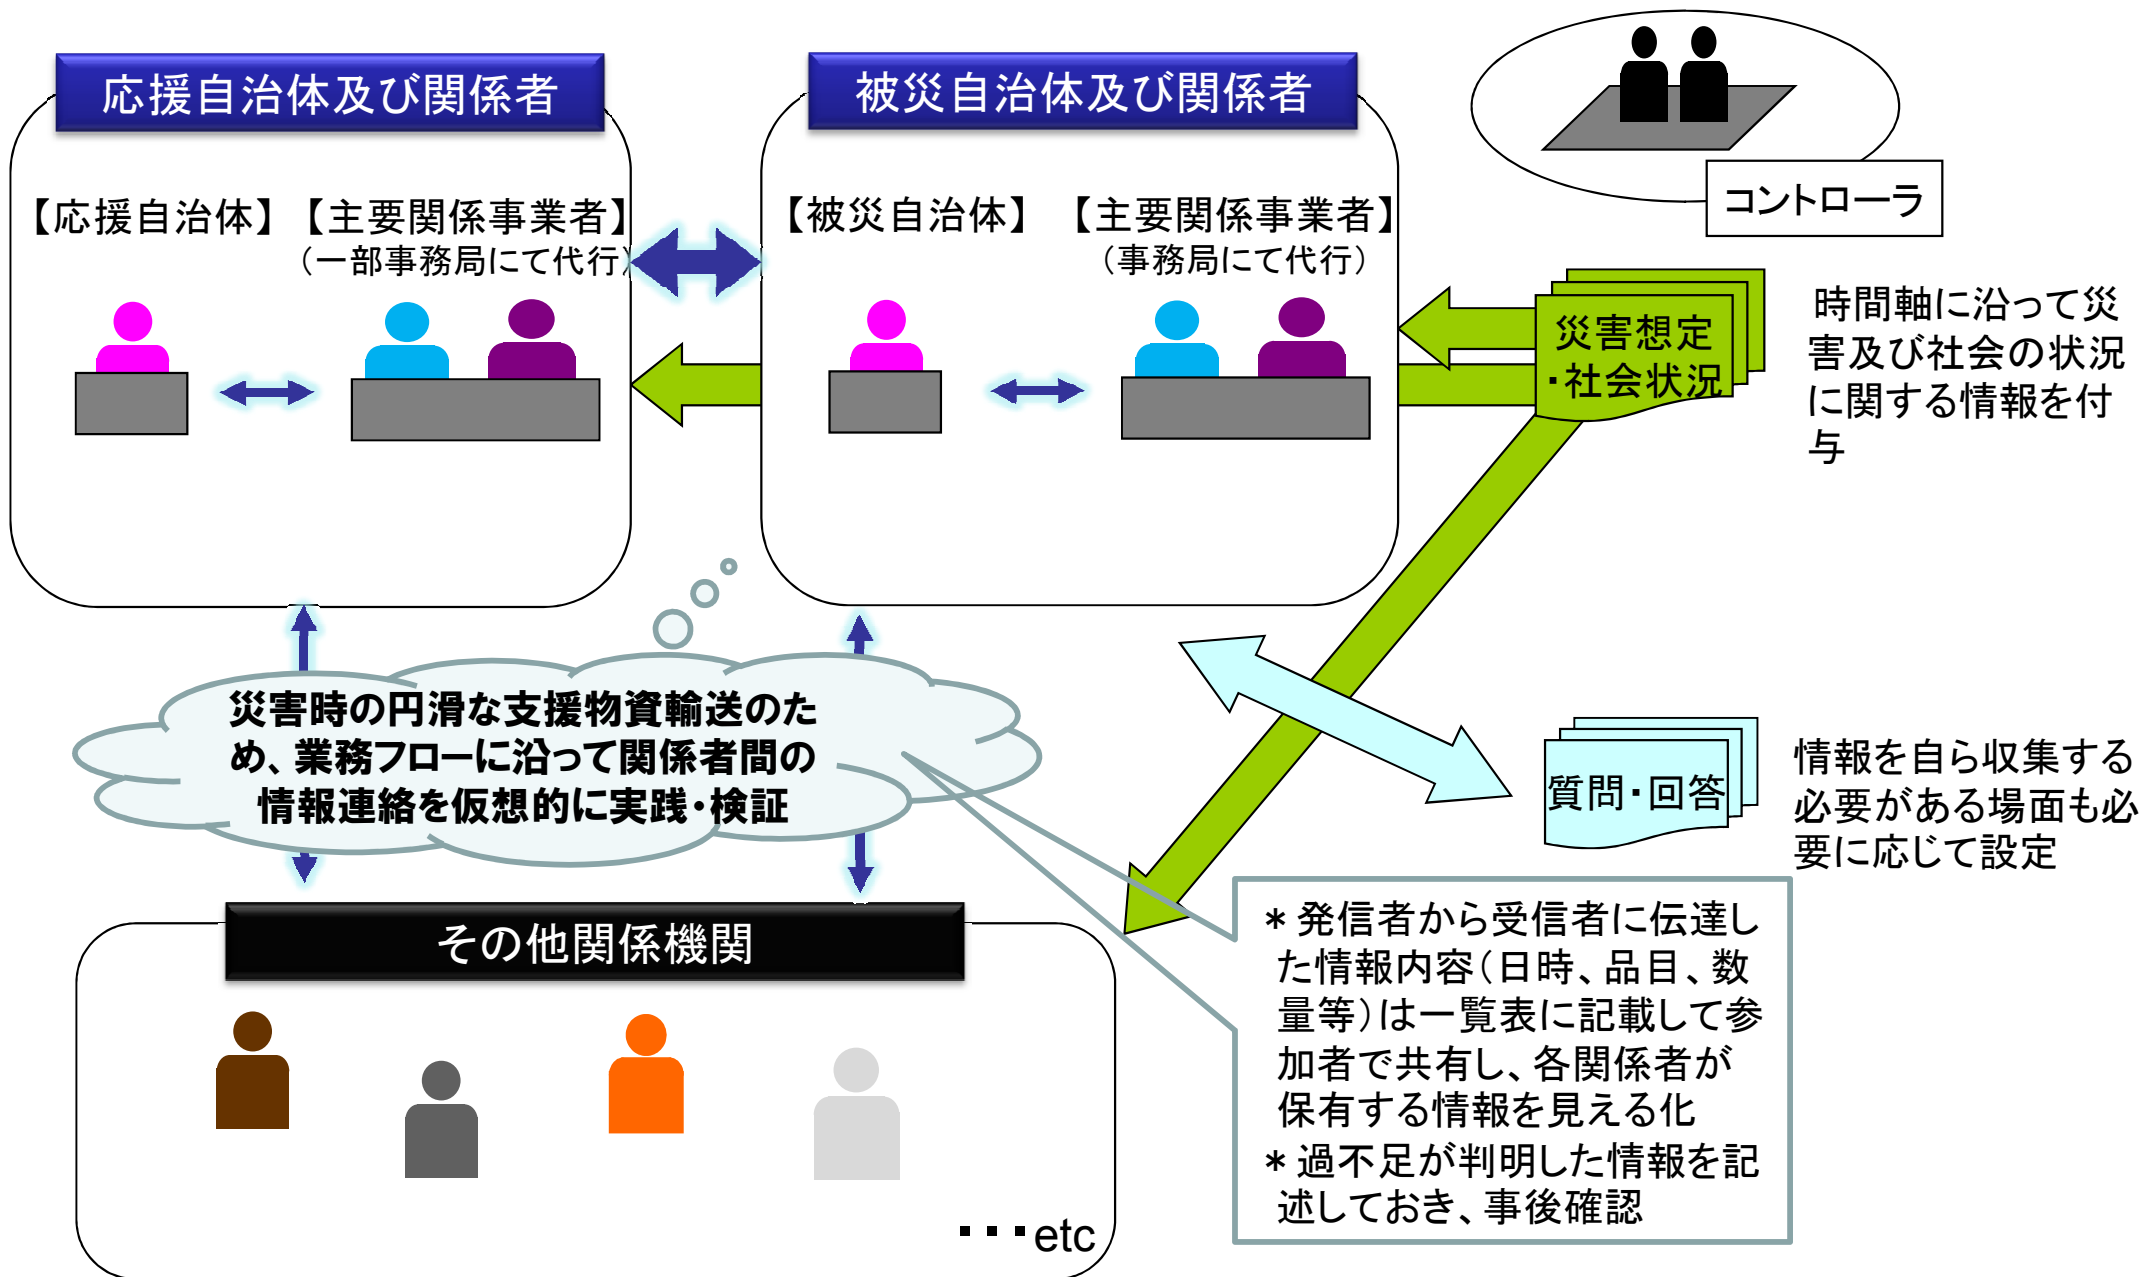 応援自治体及び関係者
被災自治体及び関係者
コントローラ
【応援自治体】
【主要関係事業者】
(一部事務局にて代行)
【被災自治体】
【主要関係事業者】
(事務局にて代行)
災害想定
・社会状況
時間軸に沿って災
害及び社会の状況
に関する情報を付
与
災害時の円滑な支援物資輸送のた
め、業務フローに沿って関係者間の
情報連絡を仮想的に実践・検証
質問・回答
情報を自ら収集する
必要がある場面も必
要に応じて設定
その他関係機関
・・・etc
＊発信者から受信者に伝達し
た情報内容(日時、品目、数
量等)は一覧表に記載して参
加者で共有し、各関係者が
保有する情報を見える化
＊過不足が判明した情報を記
述しておき、事後確認